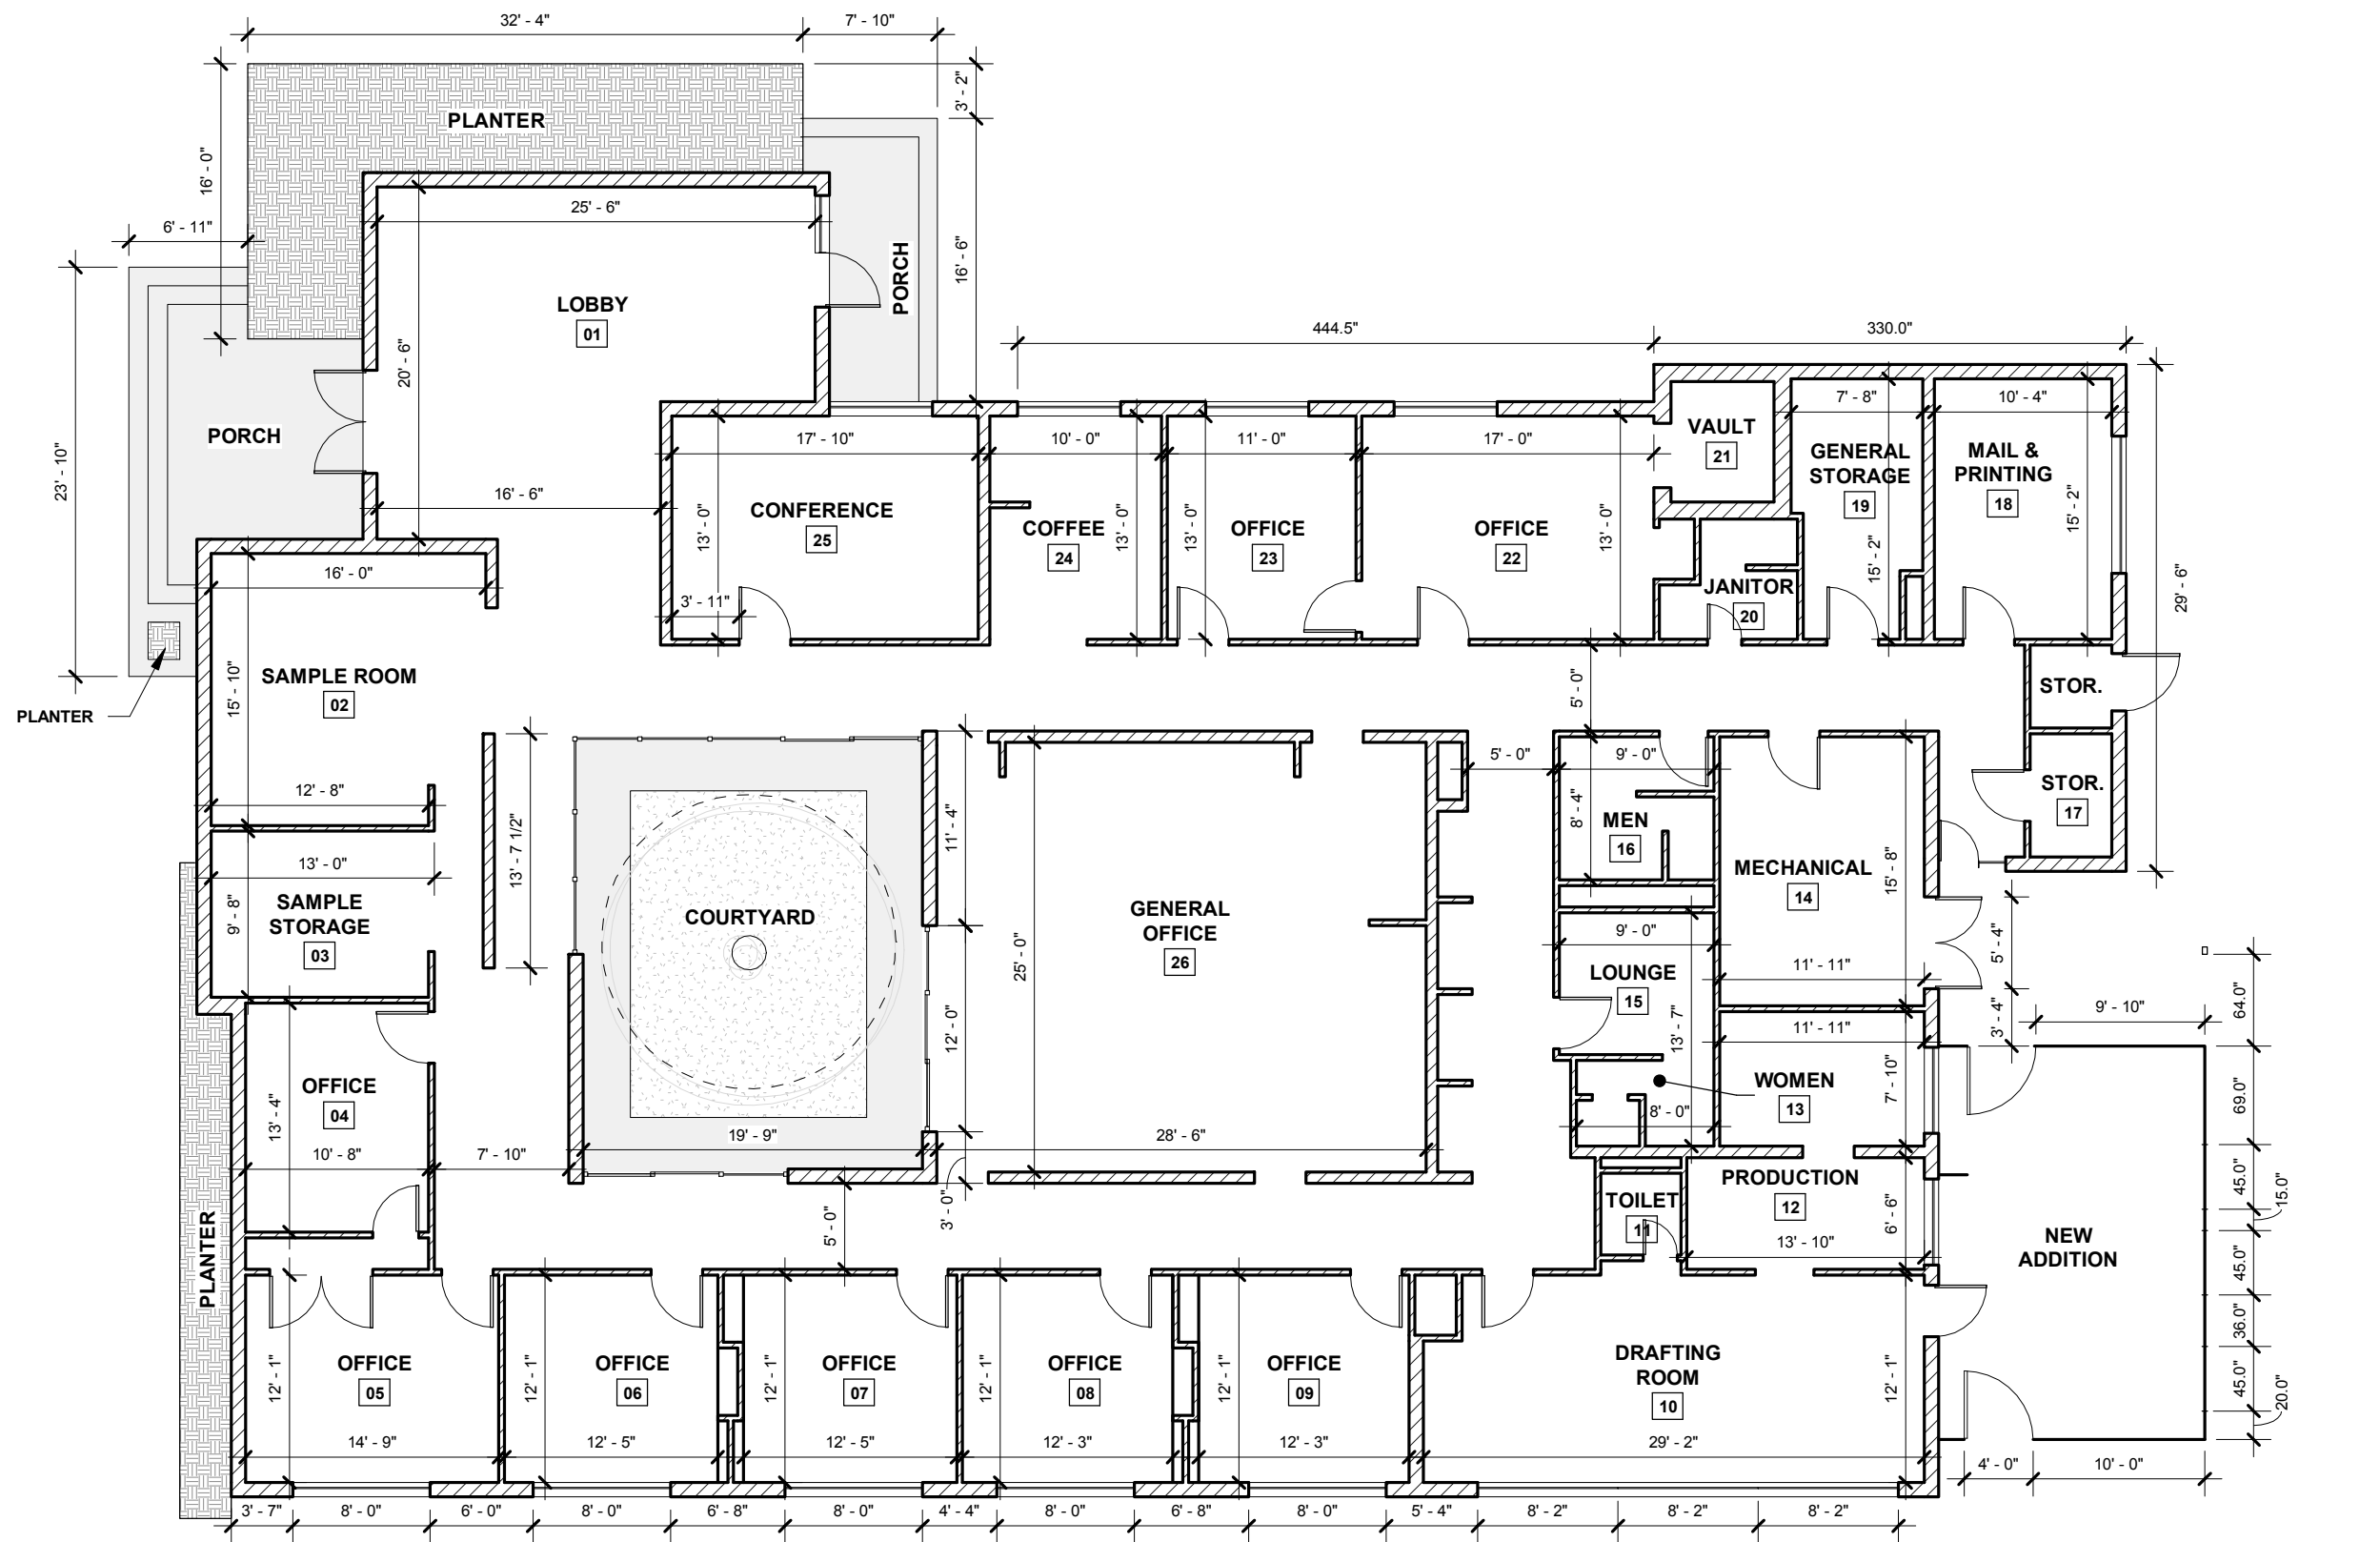 32' - 4"
7' - 10"
3' - 2"
PLANTER
16' - 0"
25' - 6"
6' - 11"
16' - 6"
PORCH
LOBBY
01
444.5"
330.0"
20' - 6"
7' - 8"
10' - 4"
VAULT
21
PORCH
17' - 10"
10' - 0"
11' - 0"
17' - 0"
GENERAL
STORAGE
19
MAIL &
PRINTING
18
23' - 10"
16' - 6"
CONFERENCE
25
13' - 0"
COFFEE
24
13' - 0"
13' - 0"
OFFICE
23
OFFICE
22
13' - 0"
15' - 2"
15' - 2"
16' - 0"
3' - 11"
JANITOR
20
29' - 6"
SAMPLE ROOM
02
15' - 10"
PLANTER
5' - 0"
STOR.
12' - 8"
13' - 7 1/2"
11' - 4"
5' - 0"
9' - 0"
8' - 4"
MEN
16
STOR.
17
13' - 0"
SAMPLE
STORAGE
03
9' - 8"
COURTYARD
GENERAL
OFFICE
26
25' - 0"
MECHANICAL
14
15' - 8"
9' - 0"
LOUNGE
15
11' - 11"
5' - 4"
64.0"
12' - 0"
13' - 7"
11' - 11"
3' - 4"
9' - 10"
OFFICE
04
13' - 4"
WOMEN
13
7' - 10"
8' - 0"
69.0"
10' - 8"
7' - 10"
19' - 9"
28' - 6"
PLANTER
3' - 0"
5' - 0"
TOILET
11
PRODUCTION
12
6' - 6"
13' - 10"
45.0"
15.0"
NEW
ADDITION
45.0"
OFFICE
05
12' - 1"
OFFICE
06
12' - 1"
OFFICE
07
12' - 1"
OFFICE
08
12' - 1"
OFFICE
09
12' - 1"
DRAFTING
ROOM
10
12' - 1"
36.0"
45.0"
20.0"
14' - 9"
12' - 5"
12' - 5"
12' - 3"
12' - 3"
29' - 2"
4' - 0"
10' - 0"
3' - 7"
8' - 0"
6' - 0"
8' - 0"
6' - 8"
8' - 0"
4' - 4"
8' - 0"
6' - 8"
8' - 0"
5' - 4"
8' - 2"
8' - 2"
8' - 2"